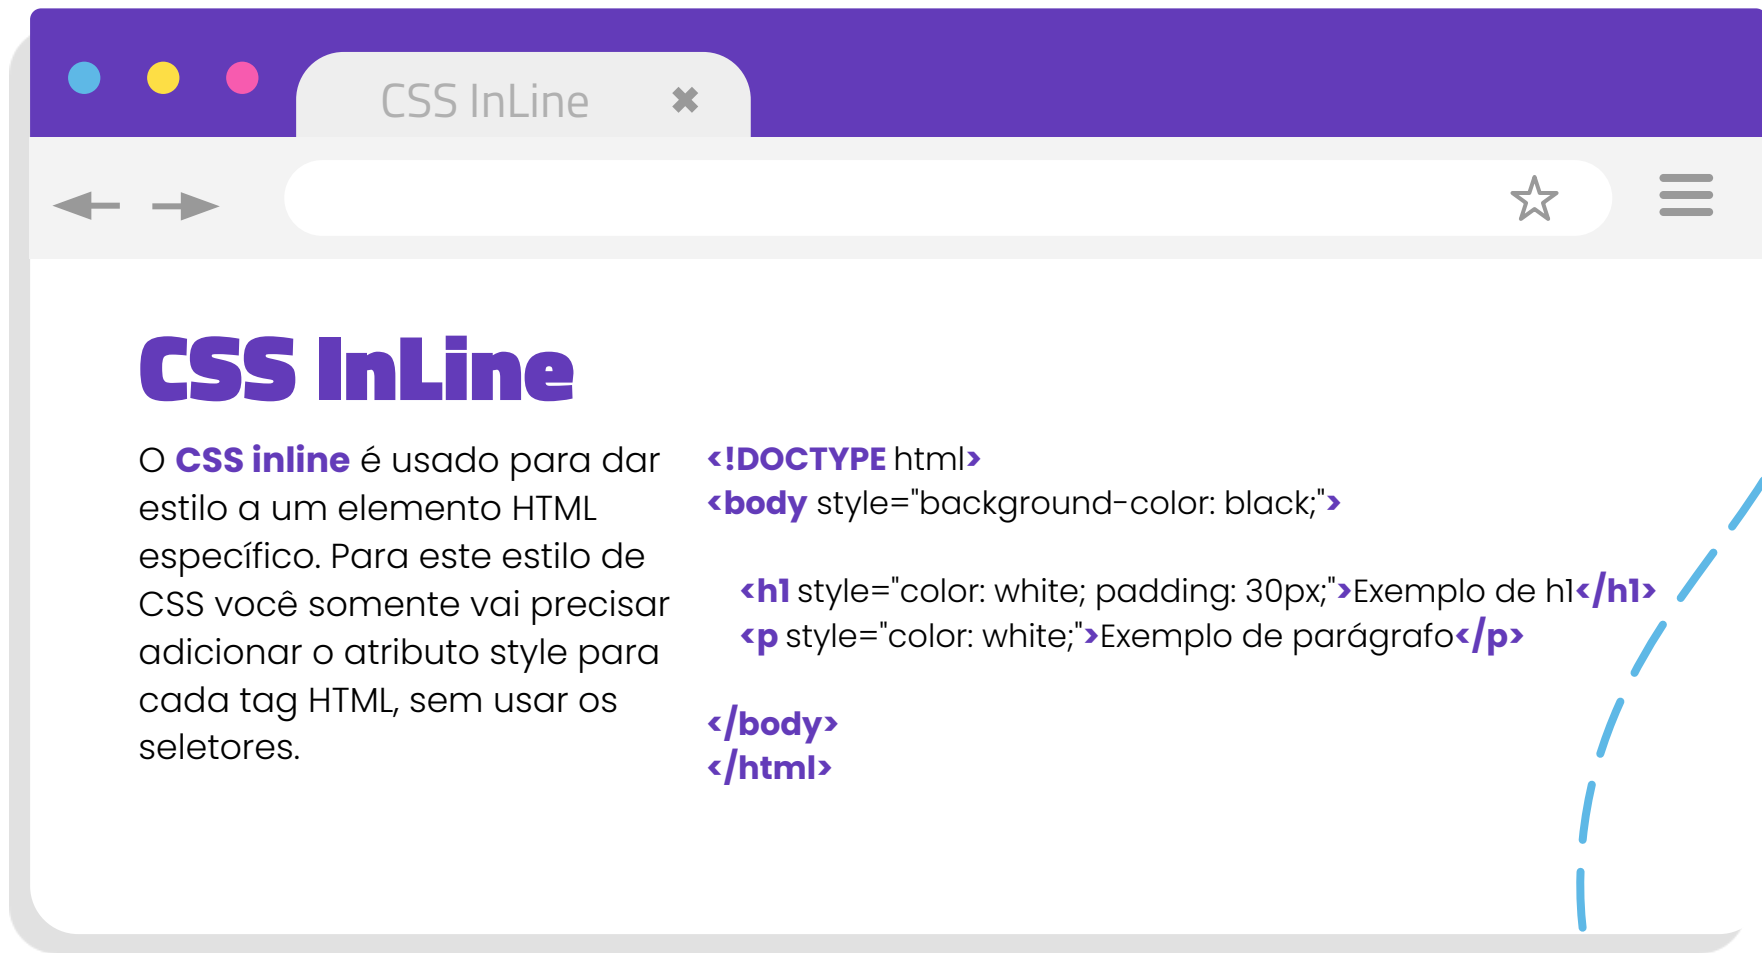 CSS InLine
CSS InLine
O CSS inline é usado para dar
estilo a um elemento HTML
específico. Para este estilo de
CSS você somente vai precisar
adicionar o atributo style para
cada tag HTML, sem usar os
seletores.
<!DOCTYPE html>
<body style="background-color: black;">
<h1 style="color: white; padding: 30px;">Exemplo de h1</h1>
<p style="color: white;">Exemplo de parágrafo</p>
</body>
</html>